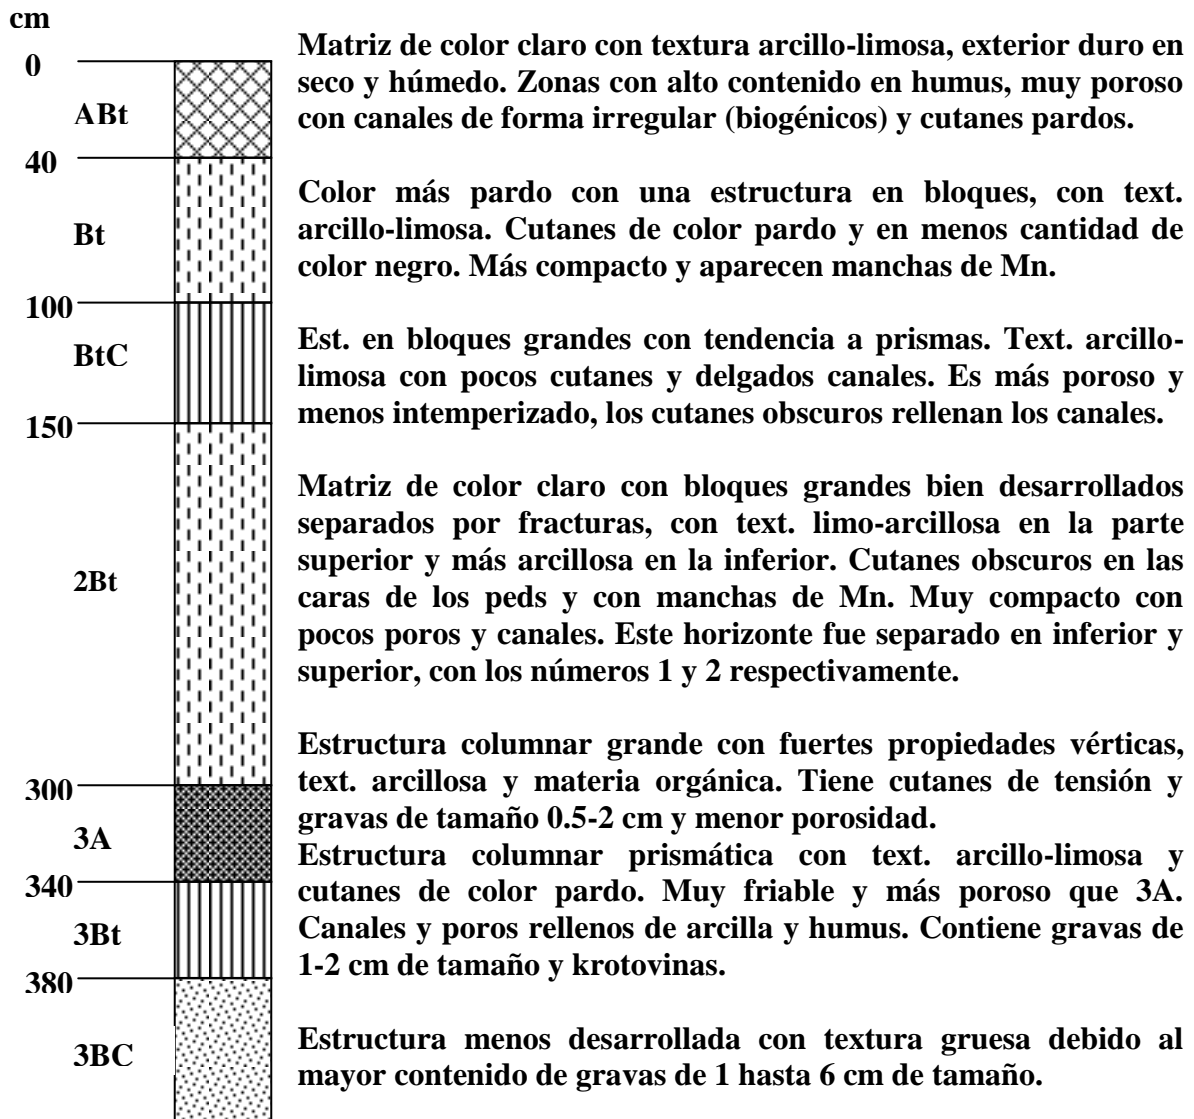 cm
0
ABt
Matriz de color claro con textura arcillo-limosa, exterior duro en
seco y húmedo. Zonas con alto contenido en humus, muy poroso
con canales de forma irregular (biogénicos) y cutanes pardos.
40
Bt
Color más pardo con una estructura en bloques, con text.
arcillo-limosa. Cutanes de color pardo y en menos cantidad de
color negro. Más compacto y aparecen manchas de Mn.
100
BtC
Est. en bloques grandes con tendencia a prismas. Text. arcillo-
limosa con pocos cutanes y delgados canales. Es más poroso y
menos intemperizado, los cutanes obscuros rellenan los canales.
150
2Bt
Matriz de color claro con bloques grandes bien desarrollados
separados por fracturas, con text. limo-arcillosa en la parte
superior y más arcillosa en la inferior. Cutanes obscuros en las
caras de los peds y con manchas de Mn. Muy compacto con
pocos poros y canales. Este horizonte fue separado en inferior y
superior, con los números 1 y 2 respectivamente.
300
3A
Estructura columnar grande con fuertes propiedades vérticas,
text. arcillosa y materia orgánica. Tiene cutanes de tensión y
gravas de tamaño 0.5-2 cm y menor porosidad.
340
3Bt
Estructura columnar prismática con text. arcillo-limosa y
cutanes de color pardo. Muy friable y más poroso que 3A.
Canales y poros rellenos de arcilla y humus. Contiene gravas de
1-2 cm de tamaño y krotovinas.
380
3BC
Estructura menos desarrollada con textura gruesa debido al
mayor contenido de gravas de 1 hasta 6 cm de tamaño.